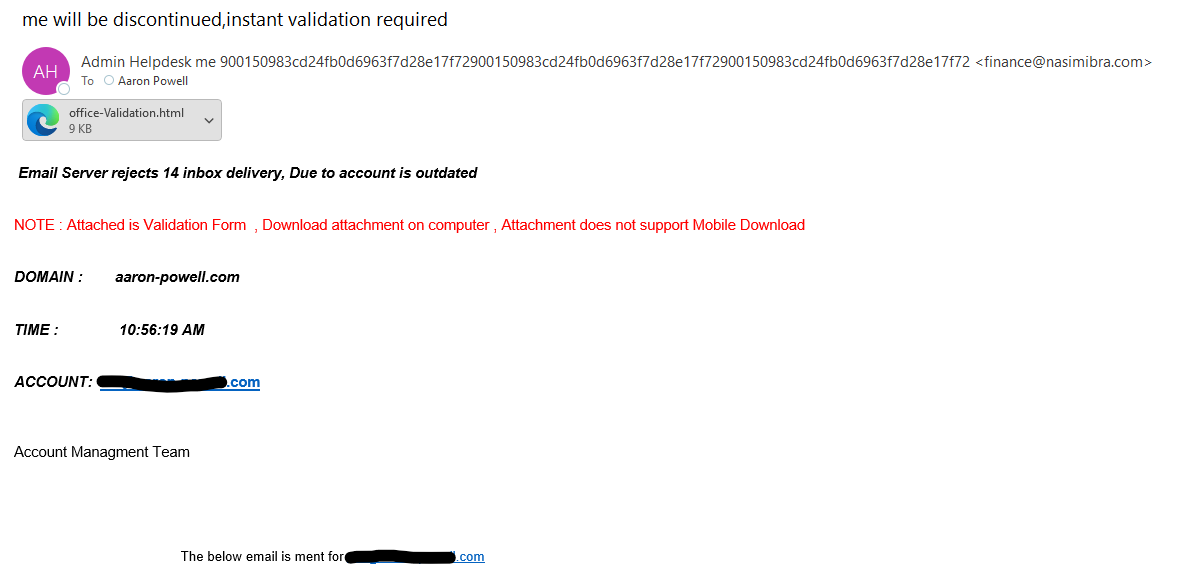 me will be discontinued,instant validation required
AH
Admin Helpdesk me 900150983cd24fb0d6963f7d28e17f72900150983cd24fb0d6963f7d28e17f72900150983cd24fb0d6963f7d28e17f72 <finance@nasimibra.com>
To Aaron Powell
office-Validation.html
9 KB
Email Server rejects 14 inbox delivery, Due to account is outdated
NOTE : Attached is Validation Form , Download attachment on computer , Attachment does not support Mobile Download
DOMAIN : aaron-powell.com
TIME : 10:56:19 AM
ACCOUNT: .com
Account Managment Team
The below email is ment for .com